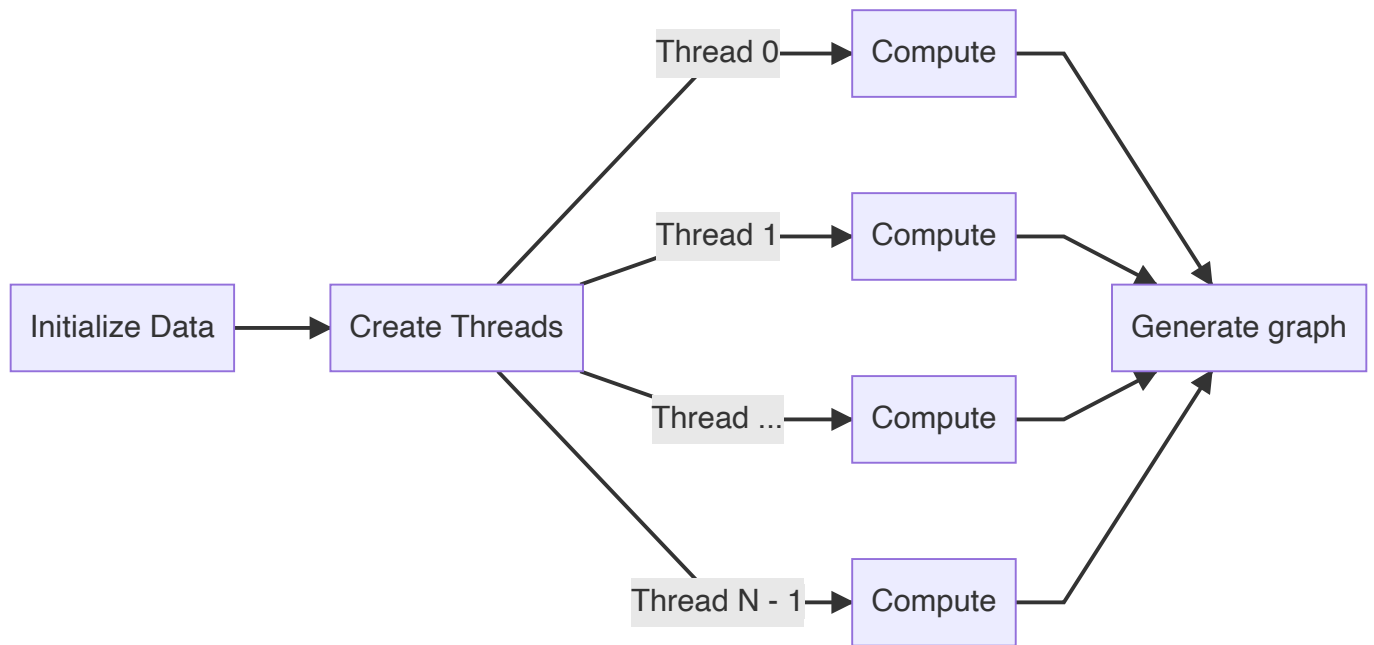 Initialize Data
Create Threads
Thread 0
Compute
Thread 1
Compute
Thread ...
Compute
Thread N - 1
Compute
Generate graph